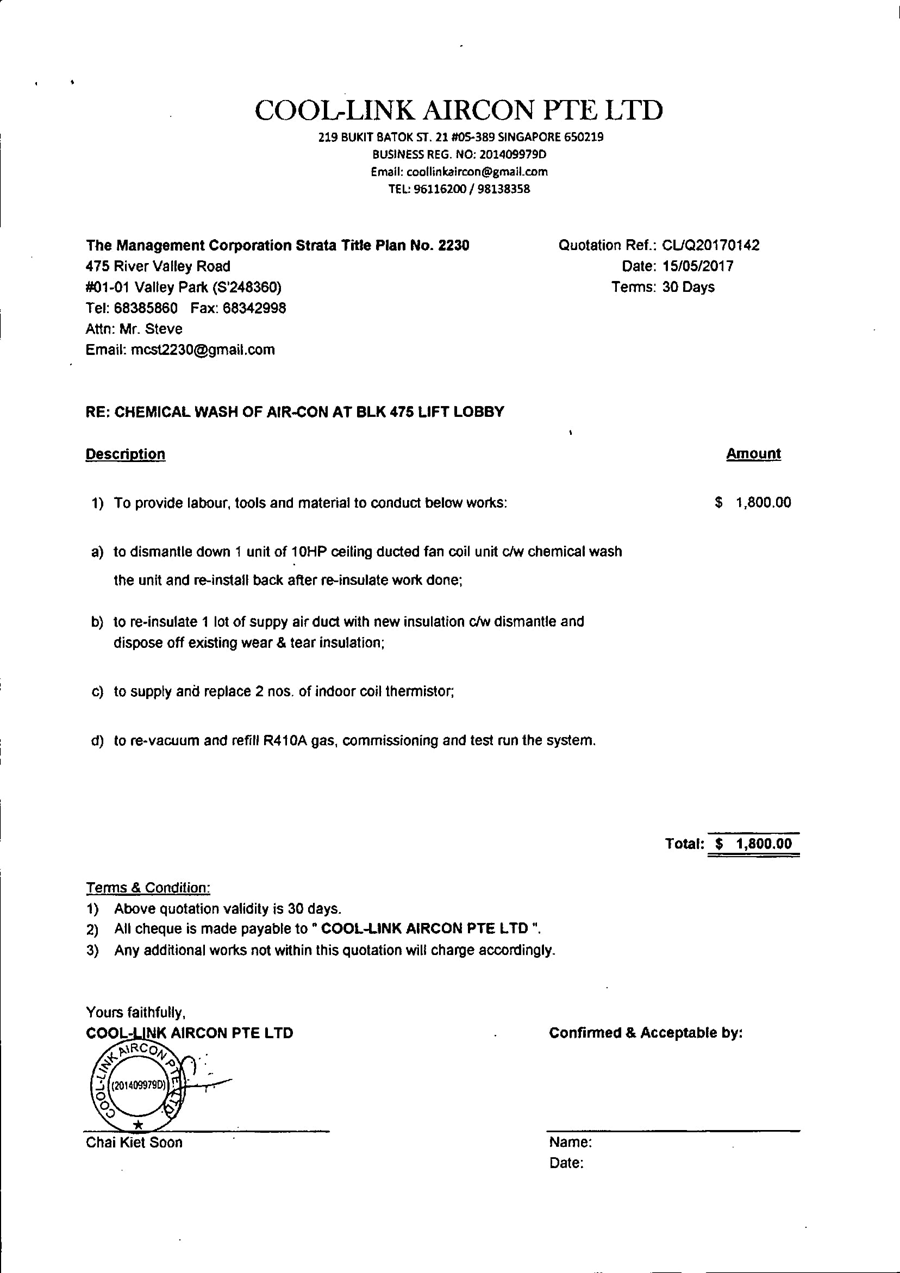 COOL-LINK AIRCON PTE LTD
219 BUKIT BATOK ST. 21 #05-389 SINGAPORE 650219
BUSINESS REG. NO: 201409979D
Email: coollinkaircon@gmail.com
TEL: 96116200 / 98138358
The Management Corporation Strata Title Plan No. 2230
475 River Valley Road
#01-01 Valley Park (S'248360)
Tel: 68385860 Fax: 68342998
Attn: Mr. Steve
Email: mcst2230@gmail.com
Quotation Ref.: CL/Q20170142
Date: 15/05/2017
Terms: 30 Days
RE: CHEMICAL WASH OF AIR-CON AT BLK 475 LIFT LOBBY
Description Amount
1) To provide labour, tools and material to conduct below works: $ 1,800.00
a) to dismantle down 1 unit of 10HP ceiling ducted fan coil unit c/w chemical wash
the unit and re-install back after re-insulate work done;
b) to re-insulate 1 lot of suppy air duct with new insulation c/w dismantle and
dispose off existing wear & tear insulation;
c) to supply and replace 2 nos. of indoor coil thermistor;
d) to re-vacuum and refill R410A gas, commissioning and test run the system.
Total: $ 1,800.00
Terms & Condition:
1) Above quotation validity is 30 days.
2) All cheque is made payable to " COOL-LINK AIRCON PTE LTD ".
3) Any additional works not within this quotation will charge accordingly.
Yours faithfully,
COOL-LINK AIRCON PTE LTD
COOL-LINK AIRCON PTE LTD
(201409979D)
Chai Kiet Soon
Confirmed & Acceptable by:
Name:
Date: